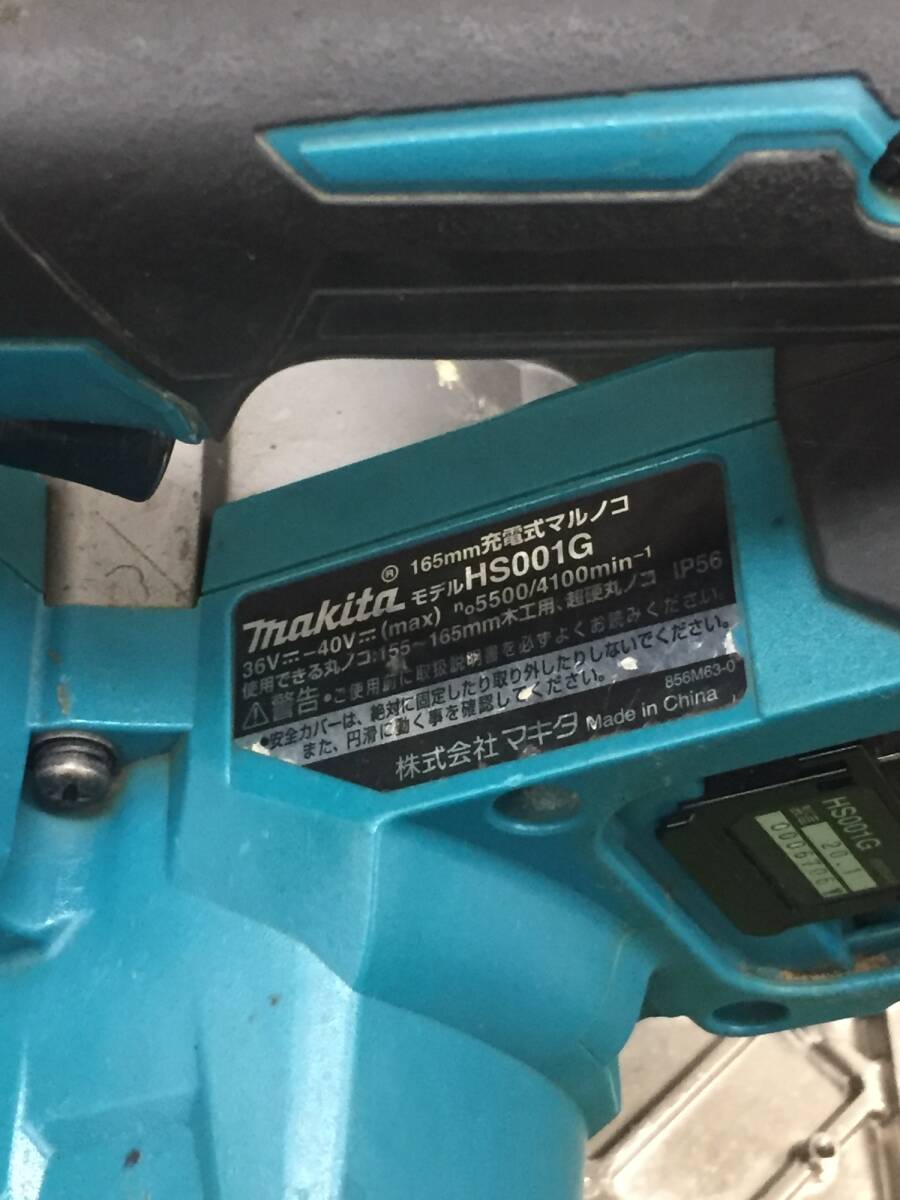 165mm充電式マルノコ
makita® モデルHS001G
36V⎓-40V⎓(max) n₀5500/4100min⁻¹
使用できる丸ノコ:155-165mm木工用、超硬丸ノコ IP56
⚠警告 •ご使用前に取扱説明書を必ずよくお読みください。
•安全カバーは、絶対に固定したり取り外したりしないでください。
また、円滑に動く事を確認してください。
856M63-0
株式会社マキタ Made in China
HS001G
20.1